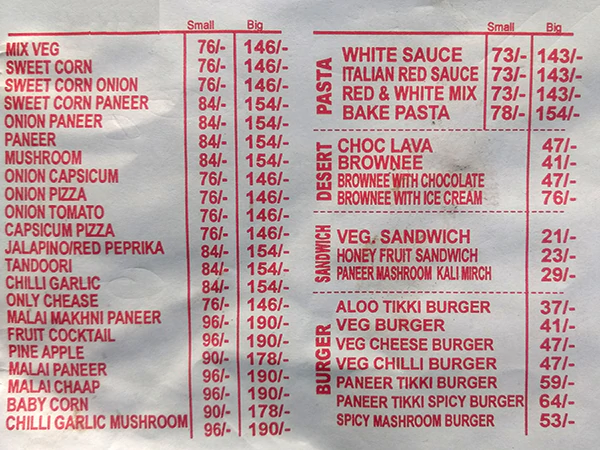 Small Big
MIX VEG 76/- 146/-
SWEET CORN 76/- 146/-
SWEET CORN ONION 76/- 146/-
SWEET CORN PANEER 84/- 154/-
ONION PANEER 84/- 154/-
PANEER 84/- 154/-
MUSHROOM 84/- 154/-
ONION CAPSICUM 76/- 146/-
ONION PIZZA 76/- 146/-
ONION TOMATO 76/- 146/-
CAPSICUM PIZZA 76/- 146/-
JALAPINO/RED PEPRIKA 84/- 154/-
TANDOORI 84/- 154/-
CHILLI GARLIC 84/- 154/-
ONLY CHEASE 76/- 146/-
MALAI MAKHNI PANEER 96/- 190/-
FRUIT COCKTAIL 96/- 190/-
PINE APPLE 90/- 178/-
MALAI PANEER 96/- 190/-
MALAI CHAAP 96/- 190/-
BABY CORN 90/- 178/-
CHILLI GARLIC MUSHROOM 96/- 190/-
Small Big
PASTA
WHITE SAUCE 73/- 143/-
ITALIAN RED SAUCE 73/- 143/-
RED & WHITE MIX 73/- 143/-
BAKE PASTA 78/- 154/-
DESERT
CHOC LAVA 47/-
BROWNEE 41/-
BROWNEE WITH CHOCOLATE 47/-
BROWNEE WITH ICE CREAM 76/-
SANDWICH
VEG. SANDWICH 21/-
HONEY FRUIT SANDWICH 23/-
PANEER MASHROOM KALI MIRCH 29/-
BURGER
ALOO TIKKI BURGER 37/-
VEG BURGER 41/-
VEG CHEESE BURGER 47/-
VEG CHILLI BURGER 47/-
PANEER TIKKI BURGER 59/-
PANEER TIKKI SPICY BURGER 64/-
SPICY MASHROOM BURGER 53/-